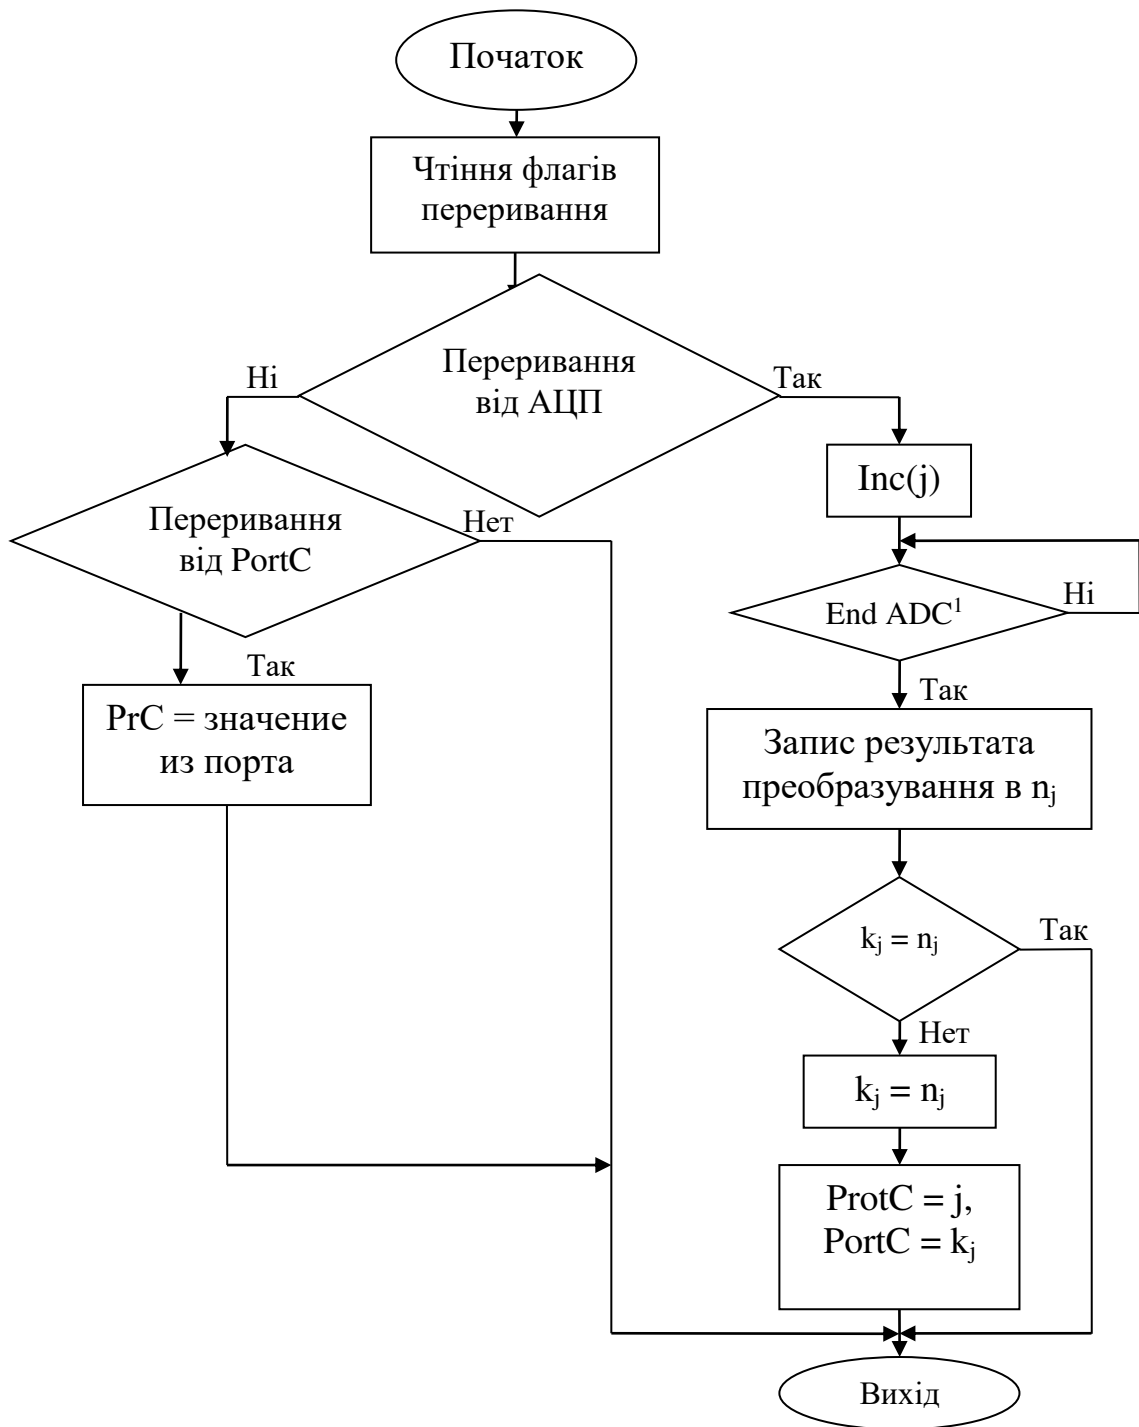 Початок
Чтіння флагів
переривання
Переривання
від АЦП
Ні
Так
Inc(j)
Переривання
від PortC
Нет
End ADC¹
Ні
Так
Так
PrC = значение
из порта
Запис результата
преобразування в nⱼ
kⱼ = nⱼ
Так
Нет
kⱼ = nⱼ
ProtC = j,
PortC = kⱼ
Вихід